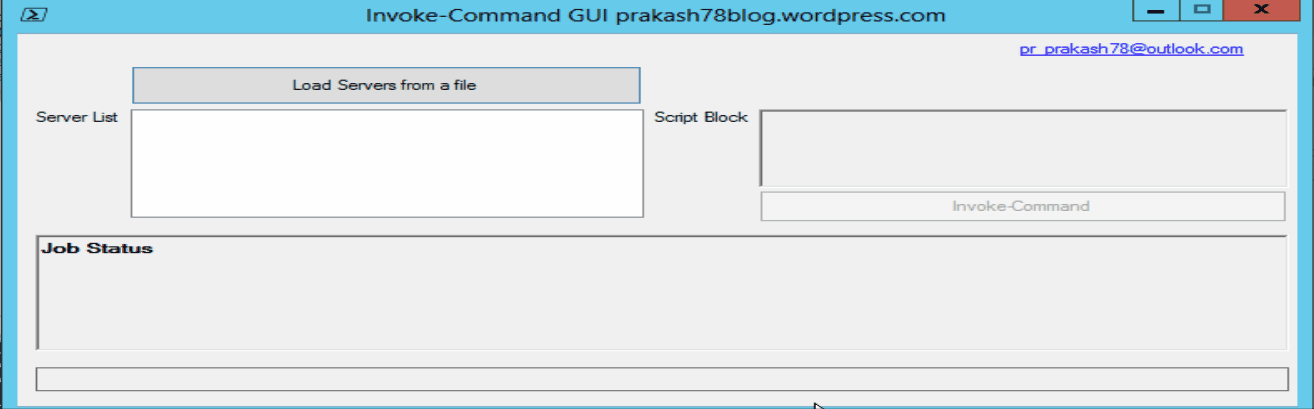 Invoke-Command GUI prakash78blog.wordpress.com
pr_prakash78@outlook.com
Load Servers from a file
Server List
Script Block
Invoke-Command
Job Status